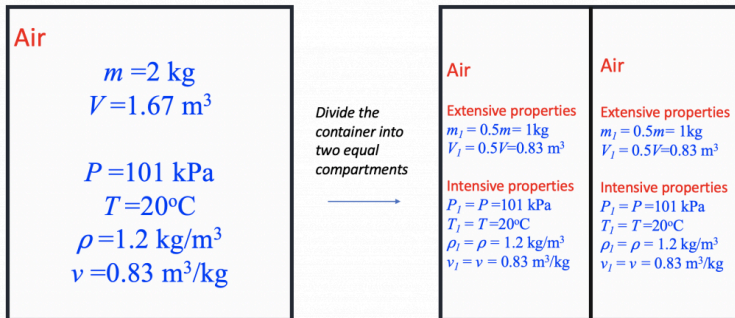 Air
m =2 kg
V =1.67 m³
P =101 kPa
T =20°C
ρ =1.2 kg/m³
v =0.83 m³/kg
Divide the
container into
two equal
compartments
Air
Extensive properties
m₁ = 0.5m= 1kg
V₁ = 0.5V=0.83 m³
Intensive properties
P₁ = P =101 kPa
T₁ = T=20°C
ρ₁ = ρ = 1.2 kg/m³
v₁ = v = 0.83 m³/kg
Air
Extensive properties
m₁ = 0.5m= 1kg
V₁ = 0.5V=0.83 m³
Intensive properties
P₁ = P =101 kPa
T₁ = T=20°C
ρ₁ = ρ = 1.2 kg/m³
v₁ = v = 0.83 m³/kg